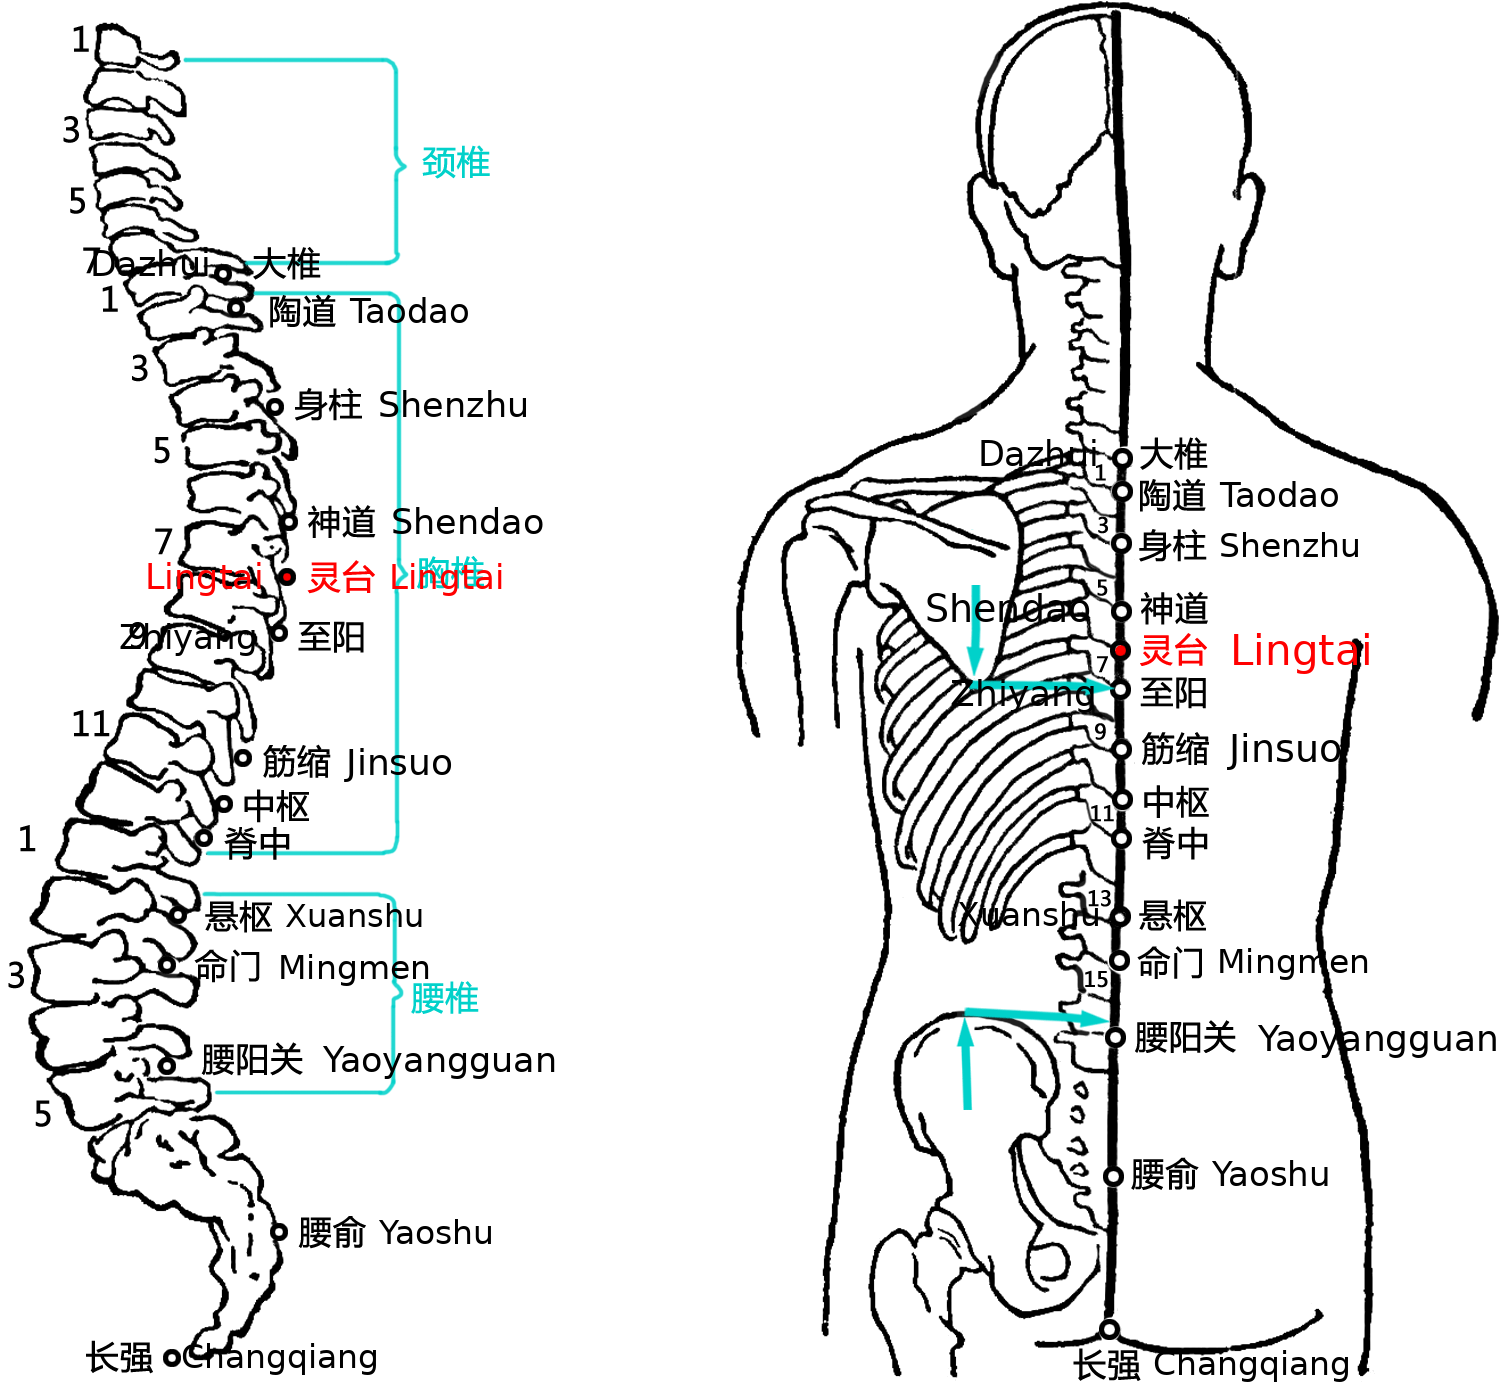 1
颈椎
3
5
7
Dazhui 大椎
1
陶道 Taodao
3
身柱 Shenzhu
5
神道 Shendao
7
胸椎
Lingtai 灵台 Lingtai
9
Zhiyang 至阳
11
筋缩 Jinsuo
中枢
脊中
1
悬枢 Xuanshu
命门 Mingmen
3
腰椎
腰阳关 Yaoyangguan
5
腰俞 Yaoshu
长强 Changqiang
Dazhui 大椎
1
陶道 Taodao
3
身柱 Shenzhu
5
Shendao 神道
灵台 Lingtai
7
Zhiyang 至阳
9
筋缩 Jinsuo
中枢
11
脊中
13
Xuanshu 悬枢
命门 Mingmen
15
腰阳关 Yaoyangguan
腰俞 Yaoshu
长强 Changqiang